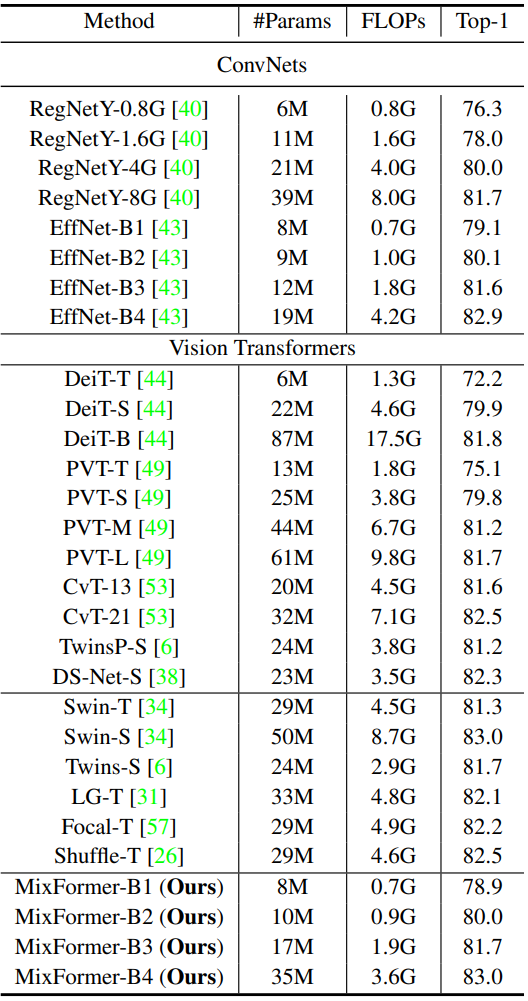 Method #Params FLOPs Top-1
ConvNets
RegNetY-0.8G [40] 6M 0.8G 76.3
RegNetY-1.6G [40] 11M 1.6G 78.0
RegNetY-4G [40] 21M 4.0G 80.0
RegNetY-8G [40] 39M 8.0G 81.7
EffNet-B1 [43] 8M 0.7G 79.1
EffNet-B2 [43] 9M 1.0G 80.1
EffNet-B3 [43] 12M 1.8G 81.6
EffNet-B4 [43] 19M 4.2G 82.9
Vision Transformers
DeiT-T [44] 6M 1.3G 72.2
DeiT-S [44] 22M 4.6G 79.9
DeiT-B [44] 87M 17.5G 81.8
PVT-T [49] 13M 1.8G 75.1
PVT-S [49] 25M 3.8G 79.8
PVT-M [49] 44M 6.7G 81.2
PVT-L [49] 61M 9.8G 81.7
CvT-13 [53] 20M 4.5G 81.6
CvT-21 [53] 32M 7.1G 82.5
TwinsP-S [6] 24M 3.8G 81.2
DS-Net-S [38] 23M 3.5G 82.3
Swin-T [34] 29M 4.5G 81.3
Swin-S [34] 50M 8.7G 83.0
Twins-S [6] 24M 2.9G 81.7
LG-T [31] 33M 4.8G 82.1
Focal-T [57] 29M 4.9G 82.2
Shuffle-T [26] 29M 4.6G 82.5
MixFormer-B1 (Ours) 8M 0.7G 78.9
MixFormer-B2 (Ours) 10M 0.9G 80.0
MixFormer-B3 (Ours) 17M 1.9G 81.7
MixFormer-B4 (Ours) 35M 3.6G 83.0